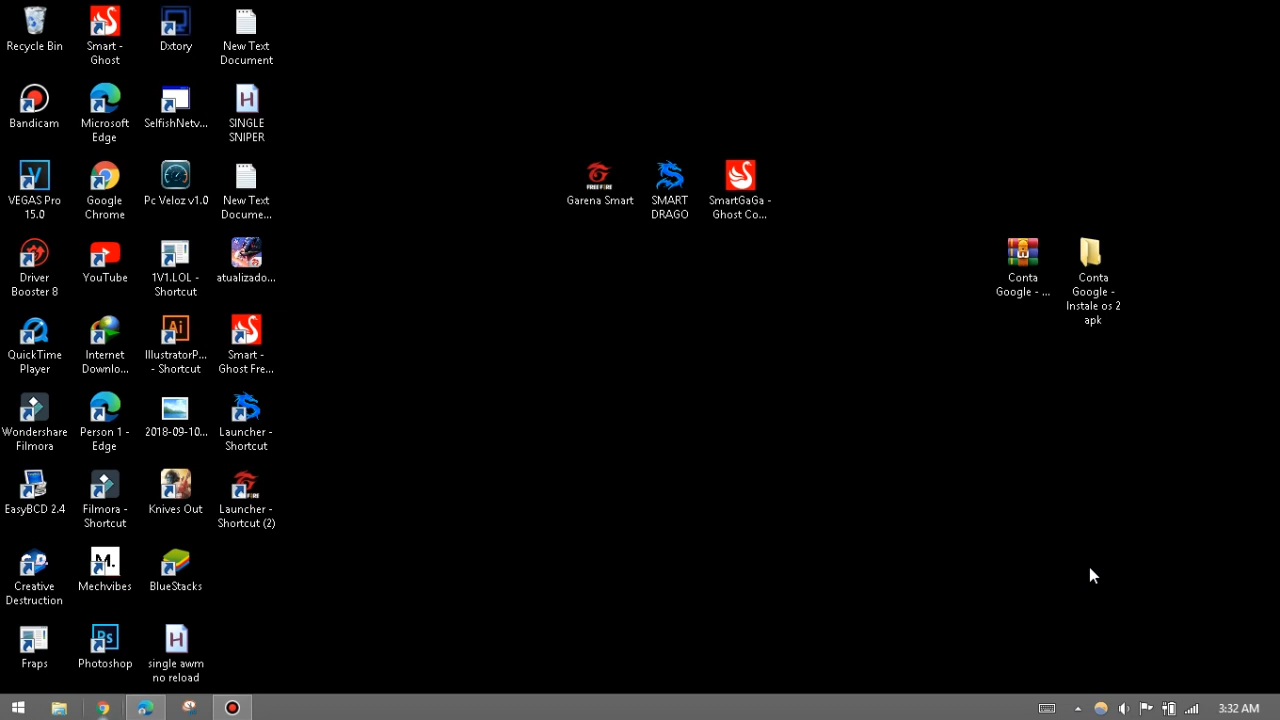 Recycle Bin
Smart -
Ghost
Dxtory
New Text
Document
Bandicam
Microsoft
Edge
SelfishNetv...
SINGLE
SNIPER
VEGAS Pro
15.0
Google
Chrome
Pc Veloz v1.0
New Text
Docume...
Garena Smart
SMART
DRAGO
SmartGaGa -
Ghost Co...
Driver
Booster 8
YouTube
1V1.LOL -
Shortcut
atualizado...
Conta
Google - ...
Conta
Google -
Instale os 2
apk
QuickTime
Player
Internet
Downlo...
IllustratorP...
- Shortcut
Smart -
Ghost Fre...
Wondershare
Filmora
Person 1 -
Edge
2018-09-10...
Launcher -
Shortcut
EasyBCD 2.4
Filmora -
Shortcut
Knives Out
Launcher -
Shortcut (2)
Creative
Destruction
Mechvibes
BlueStacks
Fraps
Photoshop
single awm
no reload
3:32 AM